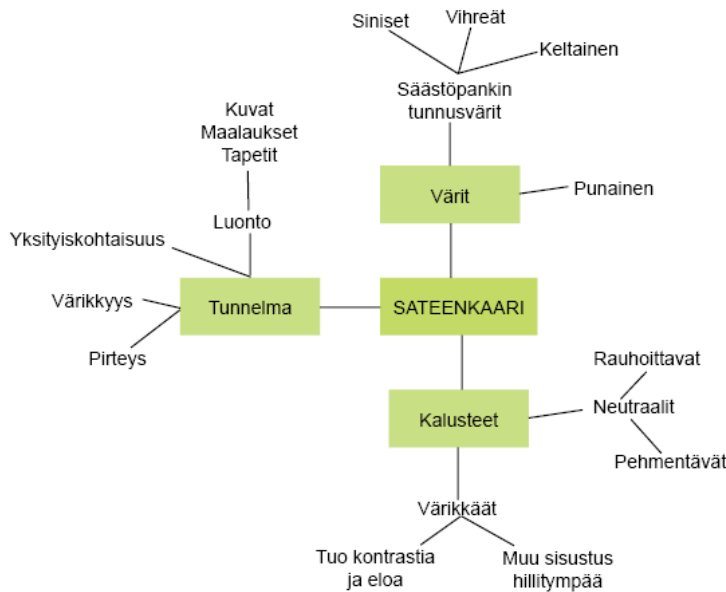 Siniset
Vihreät
Keltainen
Säästöpankin
tunnusvärit
Kuvat
Maalaukset
Tapetit
Värit
Punainen
Luonto
Yksityiskohtaisuus
Värikkyys
Tunnelma
SATEENKAARI
Pirteys
Rauhoittavat
Kalusteet
Neutraalit
Pehmentävät
Värikkäät
Tuo kontrastia
ja eloa
Muu sisustus
hillitympää